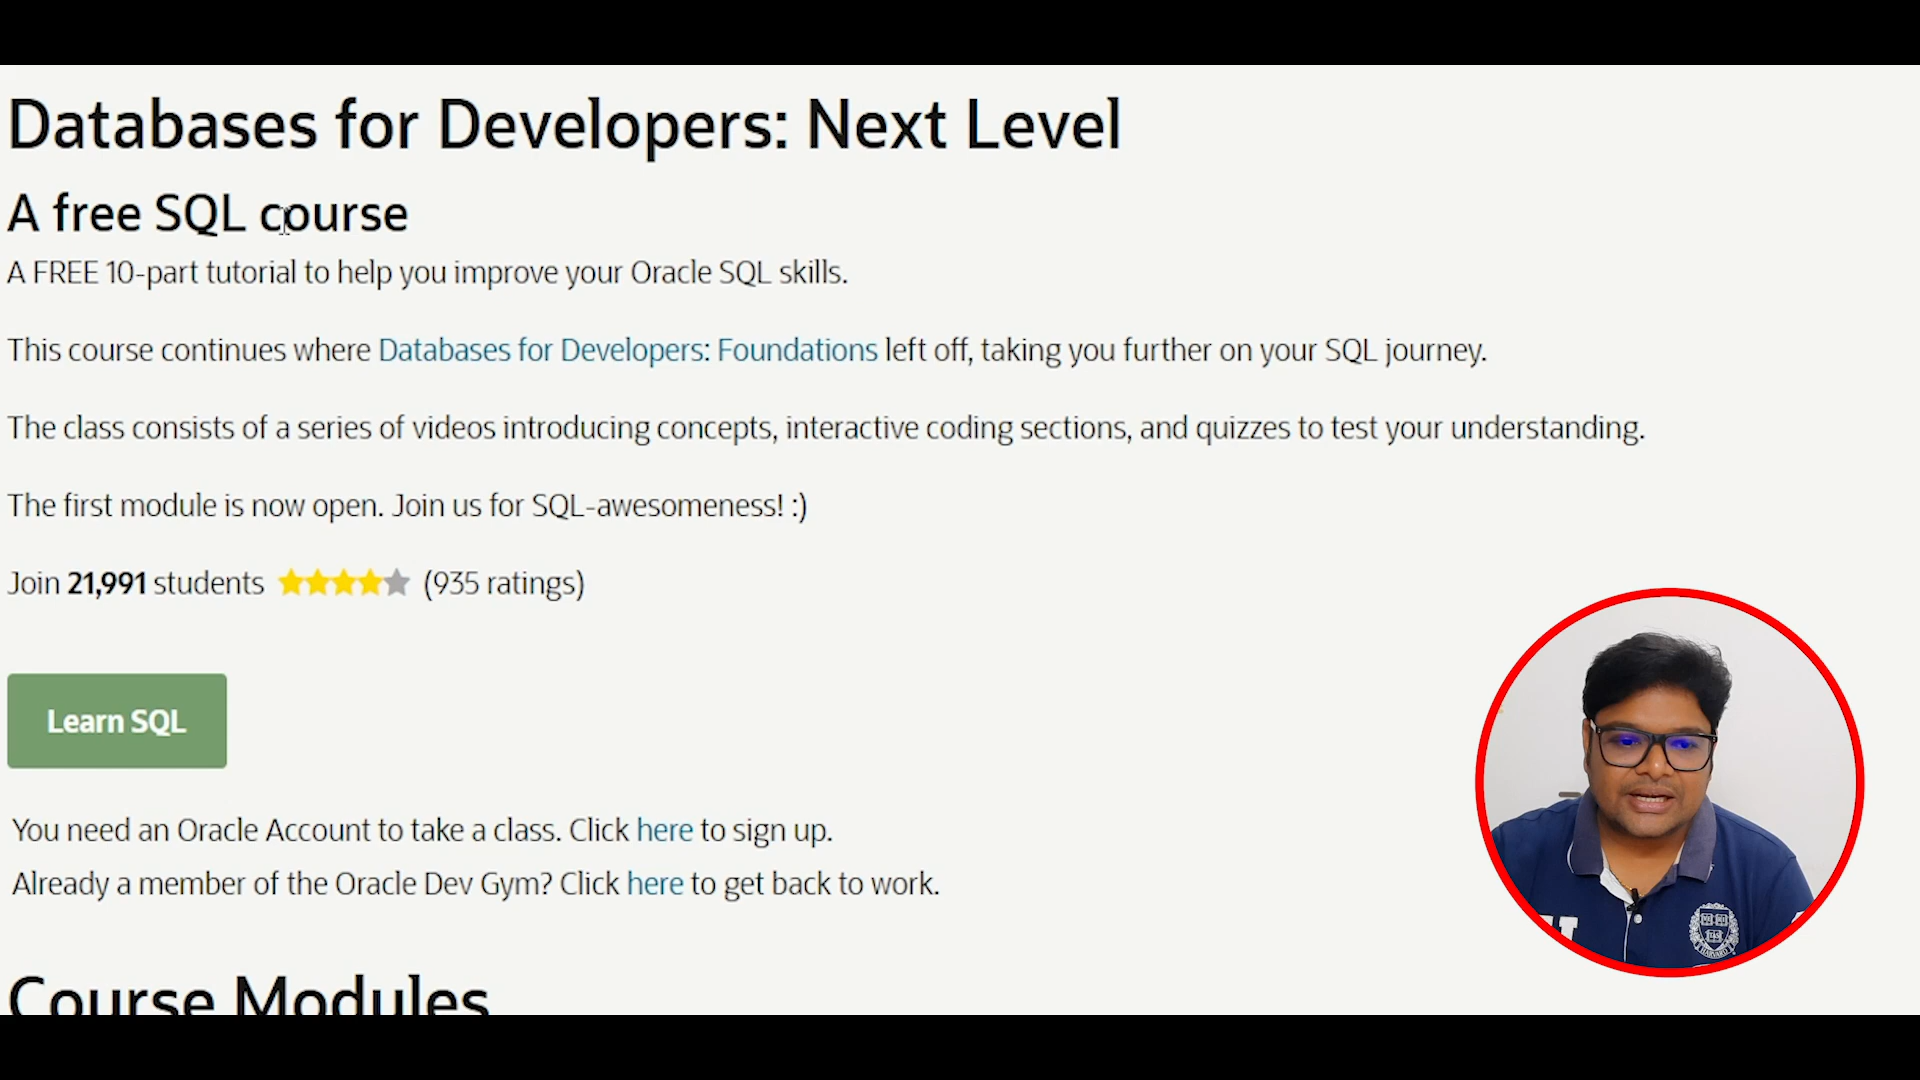 Databases for Developers: Next Level
A free SQL course
A FREE 10-part tutorial to help you improve your Oracle SQL skills.
This course continues where Databases for Developers: Foundations left off, taking you further on your SQL journey.
The class consists of a series of videos introducing concepts, interactive coding sections, and quizzes to test your understanding.
The first module is now open. Join us for SQL-awesomeness! :)
Join 21,991 students (935 ratings)
Learn SQL
You need an Oracle Account to take a class. Click here to sign up.
Already a member of the Oracle Dev Gym? Click here to get back to work.
Course Modules
HARVARD